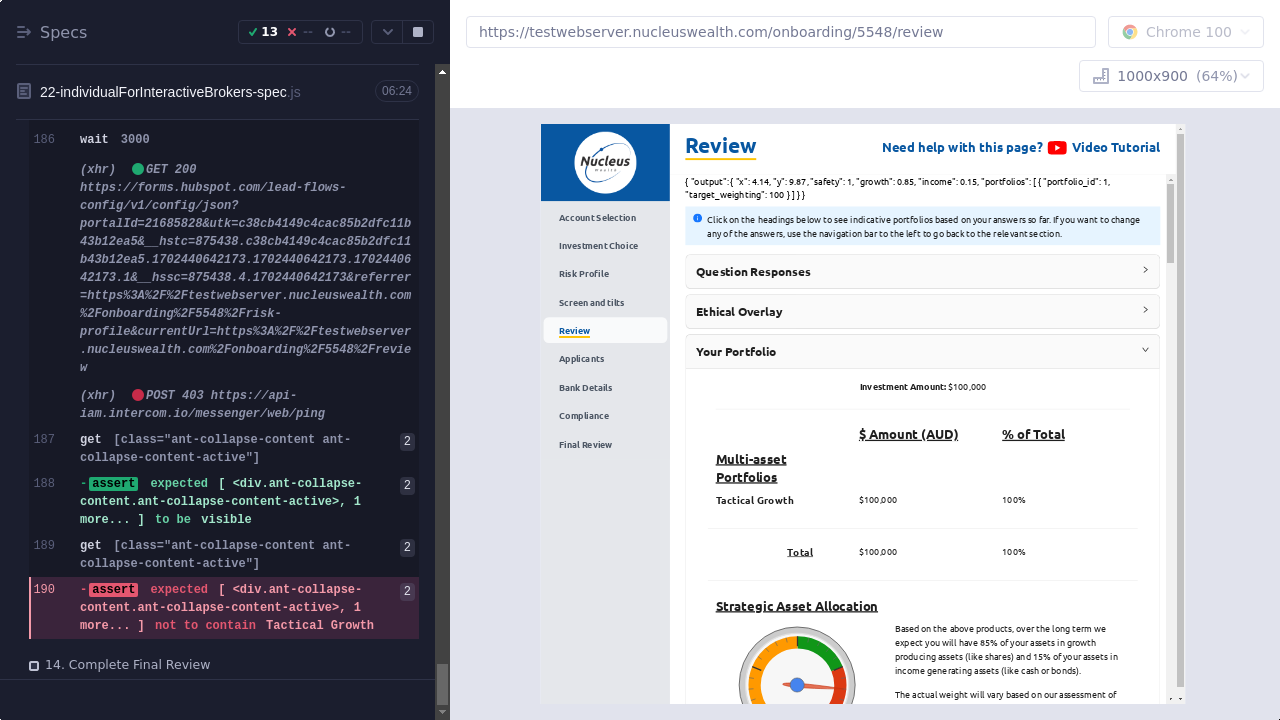 Specs
13
--
--
https://testwebserver.nucleuswealth.com/onboarding/5548/review
Chrome 100
1000x900 (64%)
22-individualForInteractiveBrokers-spec.js
06:24
186 wait 3000
(xhr) GET 200
https://forms.hubspot.com/lead-flows-
config/v1/config/json?
portalId=21685828&utk=c38cb4149c4cac85b2dfc11b
43b12ea5&__hstc=875438.c38cb4149c4cac85b2dfc11
b43b12ea5.1702440642173.1702440642173.17024406
42173.1&__hssc=875438.4.1702440642173&referrer
=https%3A%2F%2Ftestwebserver.nucleuswealth.com
%2Fonboarding%2F5548%2Frisk-
profile&currentUrl=https%3A%2F%2Ftestwebserver
.nucleuswealth.com%2Fonboarding%2F5548%2Frevie
w
(xhr) POST 403 https://api-
iam.intercom.io/messenger/web/ping
187 get [class="ant-collapse-content ant-
collapse-content-active"] 2
188 -assert expected [ <div.ant-collapse-
content.ant-collapse-content-active>, 1
more... ] to be visible 2
189 get [class="ant-collapse-content ant-
collapse-content-active"] 2
190 -assert expected [ <div.ant-collapse-
content.ant-collapse-content-active>, 1
more... ] not to contain Tactical Growth 2
14. Complete Final Review
Nucleus
Wealth
Account Selection
Investment Choice
Risk Profile
Screen and tilts
Review
Applicants
Bank Details
Compliance
Final Review
Review
Need help with this page? Video Tutorial
{ "output": { "x": 4.14, "y": 9.87, "safety": 1, "growth": 0.85, "income": 0.15, "portfolios": [ { "portfolio_id": 1,
"target_weighting": 100 } ] } }
Click on the headings below to see indicative portfolios based on your answers so far. If you want to change
any of the answers, use the navigation bar to the left to go back to the relevant section.
Question Responses
Ethical Overlay
Your Portfolio
Investment Amount: $100,000
$ Amount (AUD) % of Total
Multi-asset
Portfolios
Tactical Growth $100,000 100%
Total $100,000 100%
Strategic Asset Allocation
Based on the above products, over the long term we
expect you will have 85% of your assets in growth
producing assets (like shares) and 15% of your assets in
income generating assets (like cash or bonds).
The actual weight will vary based on our assessment of